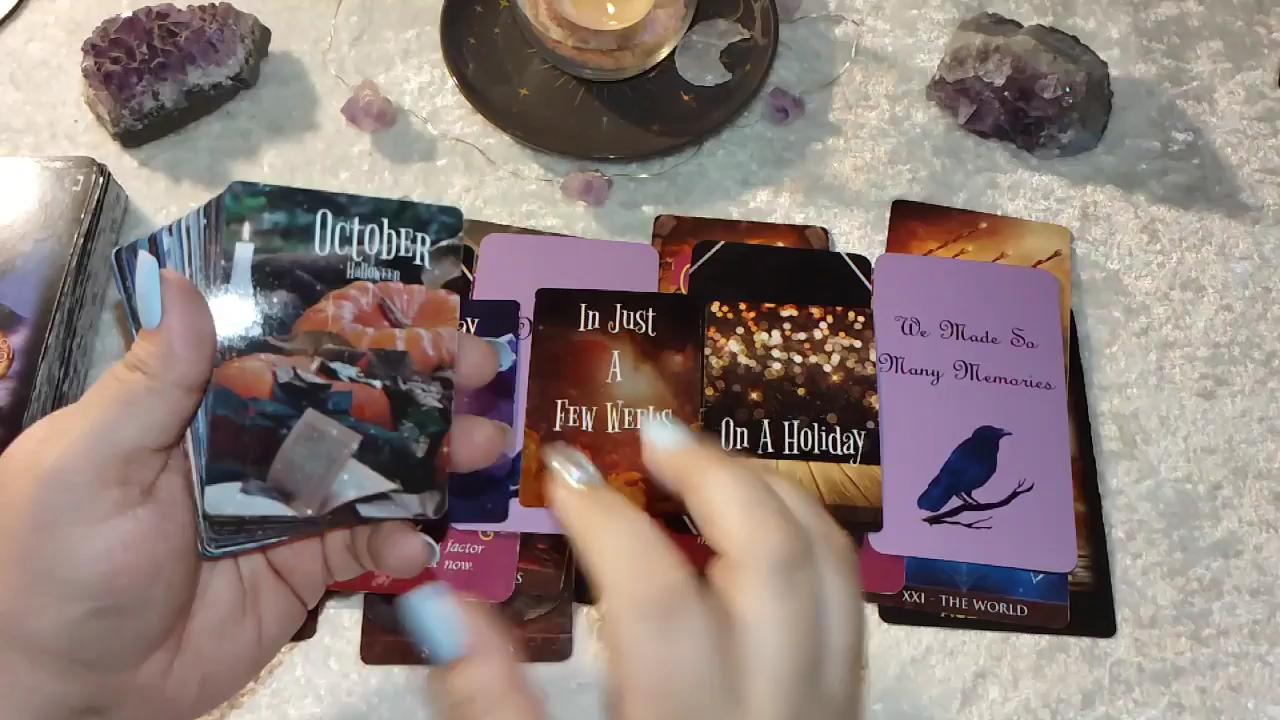 October
Halloween
In Just
A
Few Weeks
On A Holiday
We Made So
Many Memories
factor
now.
XXI - THE WORLD